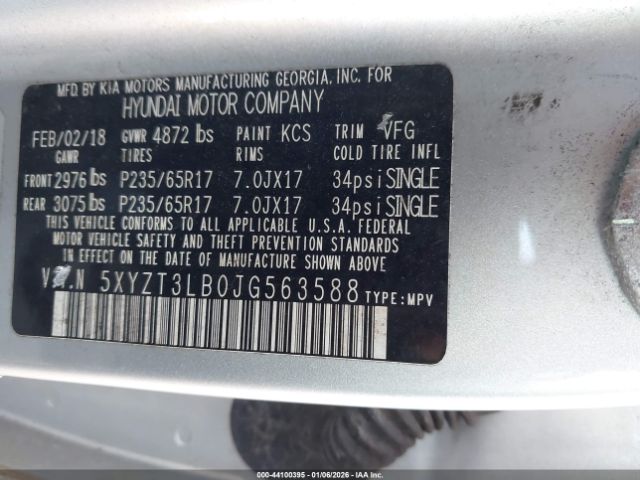 MFD. BY KIA MOTORS MANUFACTURING GEORGIA, INC. FOR
HYUNDAI MOTOR COMPANY
FEB/02/18 GVWR 4872 lbs PAINT KCS TRIM VFG
GAWR TIRES RIMS COLD TIRE INFL
FRONT 2976 lbs P235/65R17 7.0JX17 34psi SINGLE
REAR 3075 lbs P235/65R17 7.0JX17 34psi SINGLE
THIS VEHICLE CONFORMS TO ALL APPLICABLE U.S.A. FEDERAL
MOTOR VEHICLE SAFETY AND THEFT PREVENTION STANDARDS
IN EFFECT ON THE DATE OF MANUFACTURE SHOWN ABOVE.
V.I.N 5XYZT3LB0JG563588 TYPE: MPV
000-44100395 - 01/06/2026 - IAA Inc.